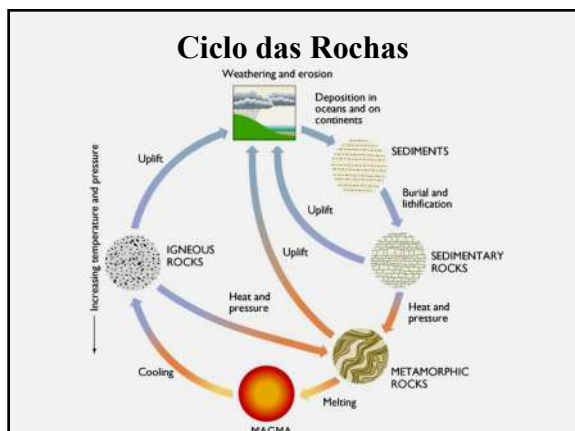 Ciclo das Rochas
Weathering and erosion
Deposition in
oceans and on
continents
SEDIMENTS
Uplift
Burial and
lithification
Uplift
Increasing temperature and pressure
IGNEOUS
ROCKS
Uplift
SEDIMENTARY
ROCKS
Heat and
pressure
Heat and
pressure
Cooling
METAMORPHIC
ROCKS
Melting
MAGMA